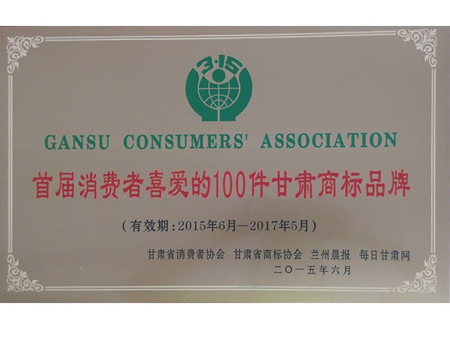 3·15
GANSU CONSUMERS' ASSOCIATION
首届消费者喜爱的100件甘肃商标品牌
(有效期:2015年6月—2017年5月)
甘肃省消费者协会 甘肃省商标协会 兰州晨报 每日甘肃网
二〇一五年六月